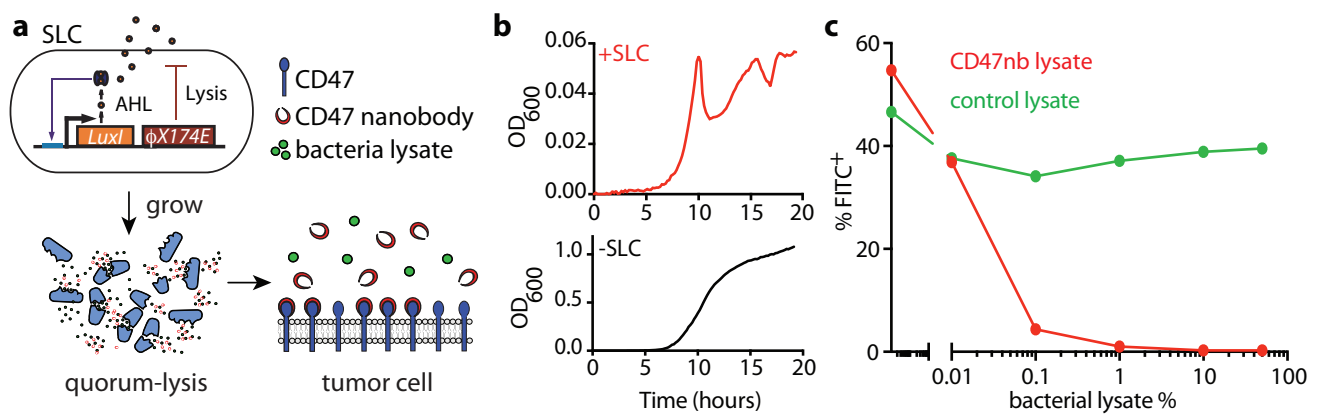 a
SLC
AHL
Lysis
LuxI
ϕX174E
CD47
CD47 nanobody
bacteria lysate
grow
quorum-lysis
tumor cell
b
+SLC
0.06
0.04
0.02
0.00
OD600
0
5
10
15
20
-SLC
1.0
0.5
0.0
OD600
0
5
10
15
20
Time (hours)
c
CD47nb lysate
control lysate
60
40
20
0
% FITC+
0.01
0.1
1
10
100
bacterial lysate %